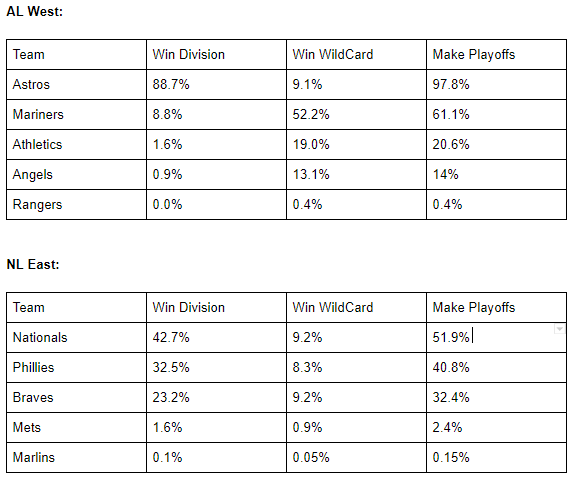 AL West:
Team Win Division Win WildCard Make Playoffs
Astros 88.7% 9.1% 97.8%
Mariners 8.8% 52.2% 61.1%
Athletics 1.6% 19.0% 20.6%
Angels 0.9% 13.1% 14%
Rangers 0.0% 0.4% 0.4%
NL East:
Team Win Division Win WildCard Make Playoffs
Nationals 42.7% 9.2% 51.9%
Phillies 32.5% 8.3% 40.8%
Braves 23.2% 9.2% 32.4%
Mets 1.6% 0.9% 2.4%
Marlins 0.1% 0.05% 0.15%